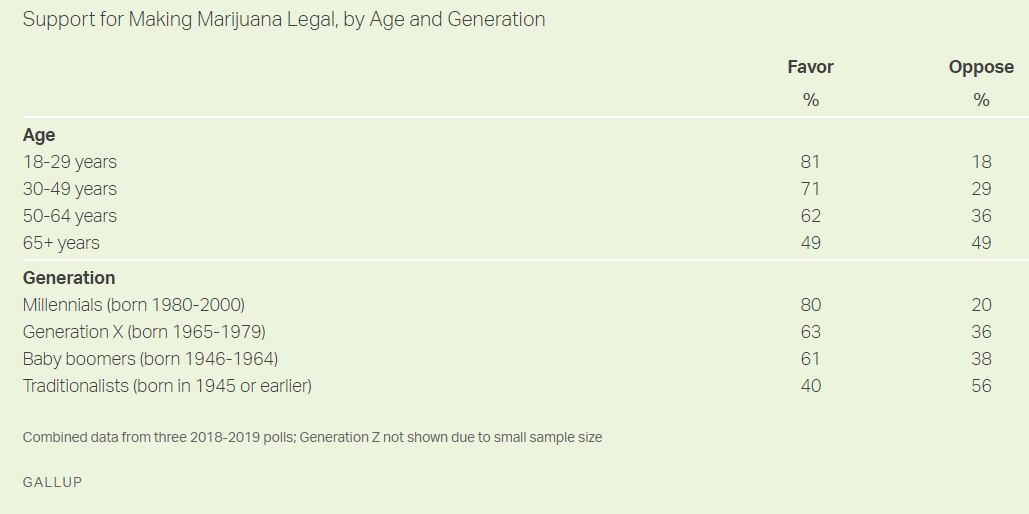 Support for Making Marijuana Legal, by Age and Generation
Favor Oppose
% %
Age
18-29 years 81 18
30-49 years 71 29
50-64 years 62 36
65+ years 49 49
Generation
Millennials (born 1980-2000) 80 20
Generation X (born 1965-1979) 63 36
Baby boomers (born 1946-1964) 61 38
Traditionalists (born in 1945 or earlier) 40 56
Combined data from three 2018-2019 polls; Generation Z not shown due to small sample size
GALLUP